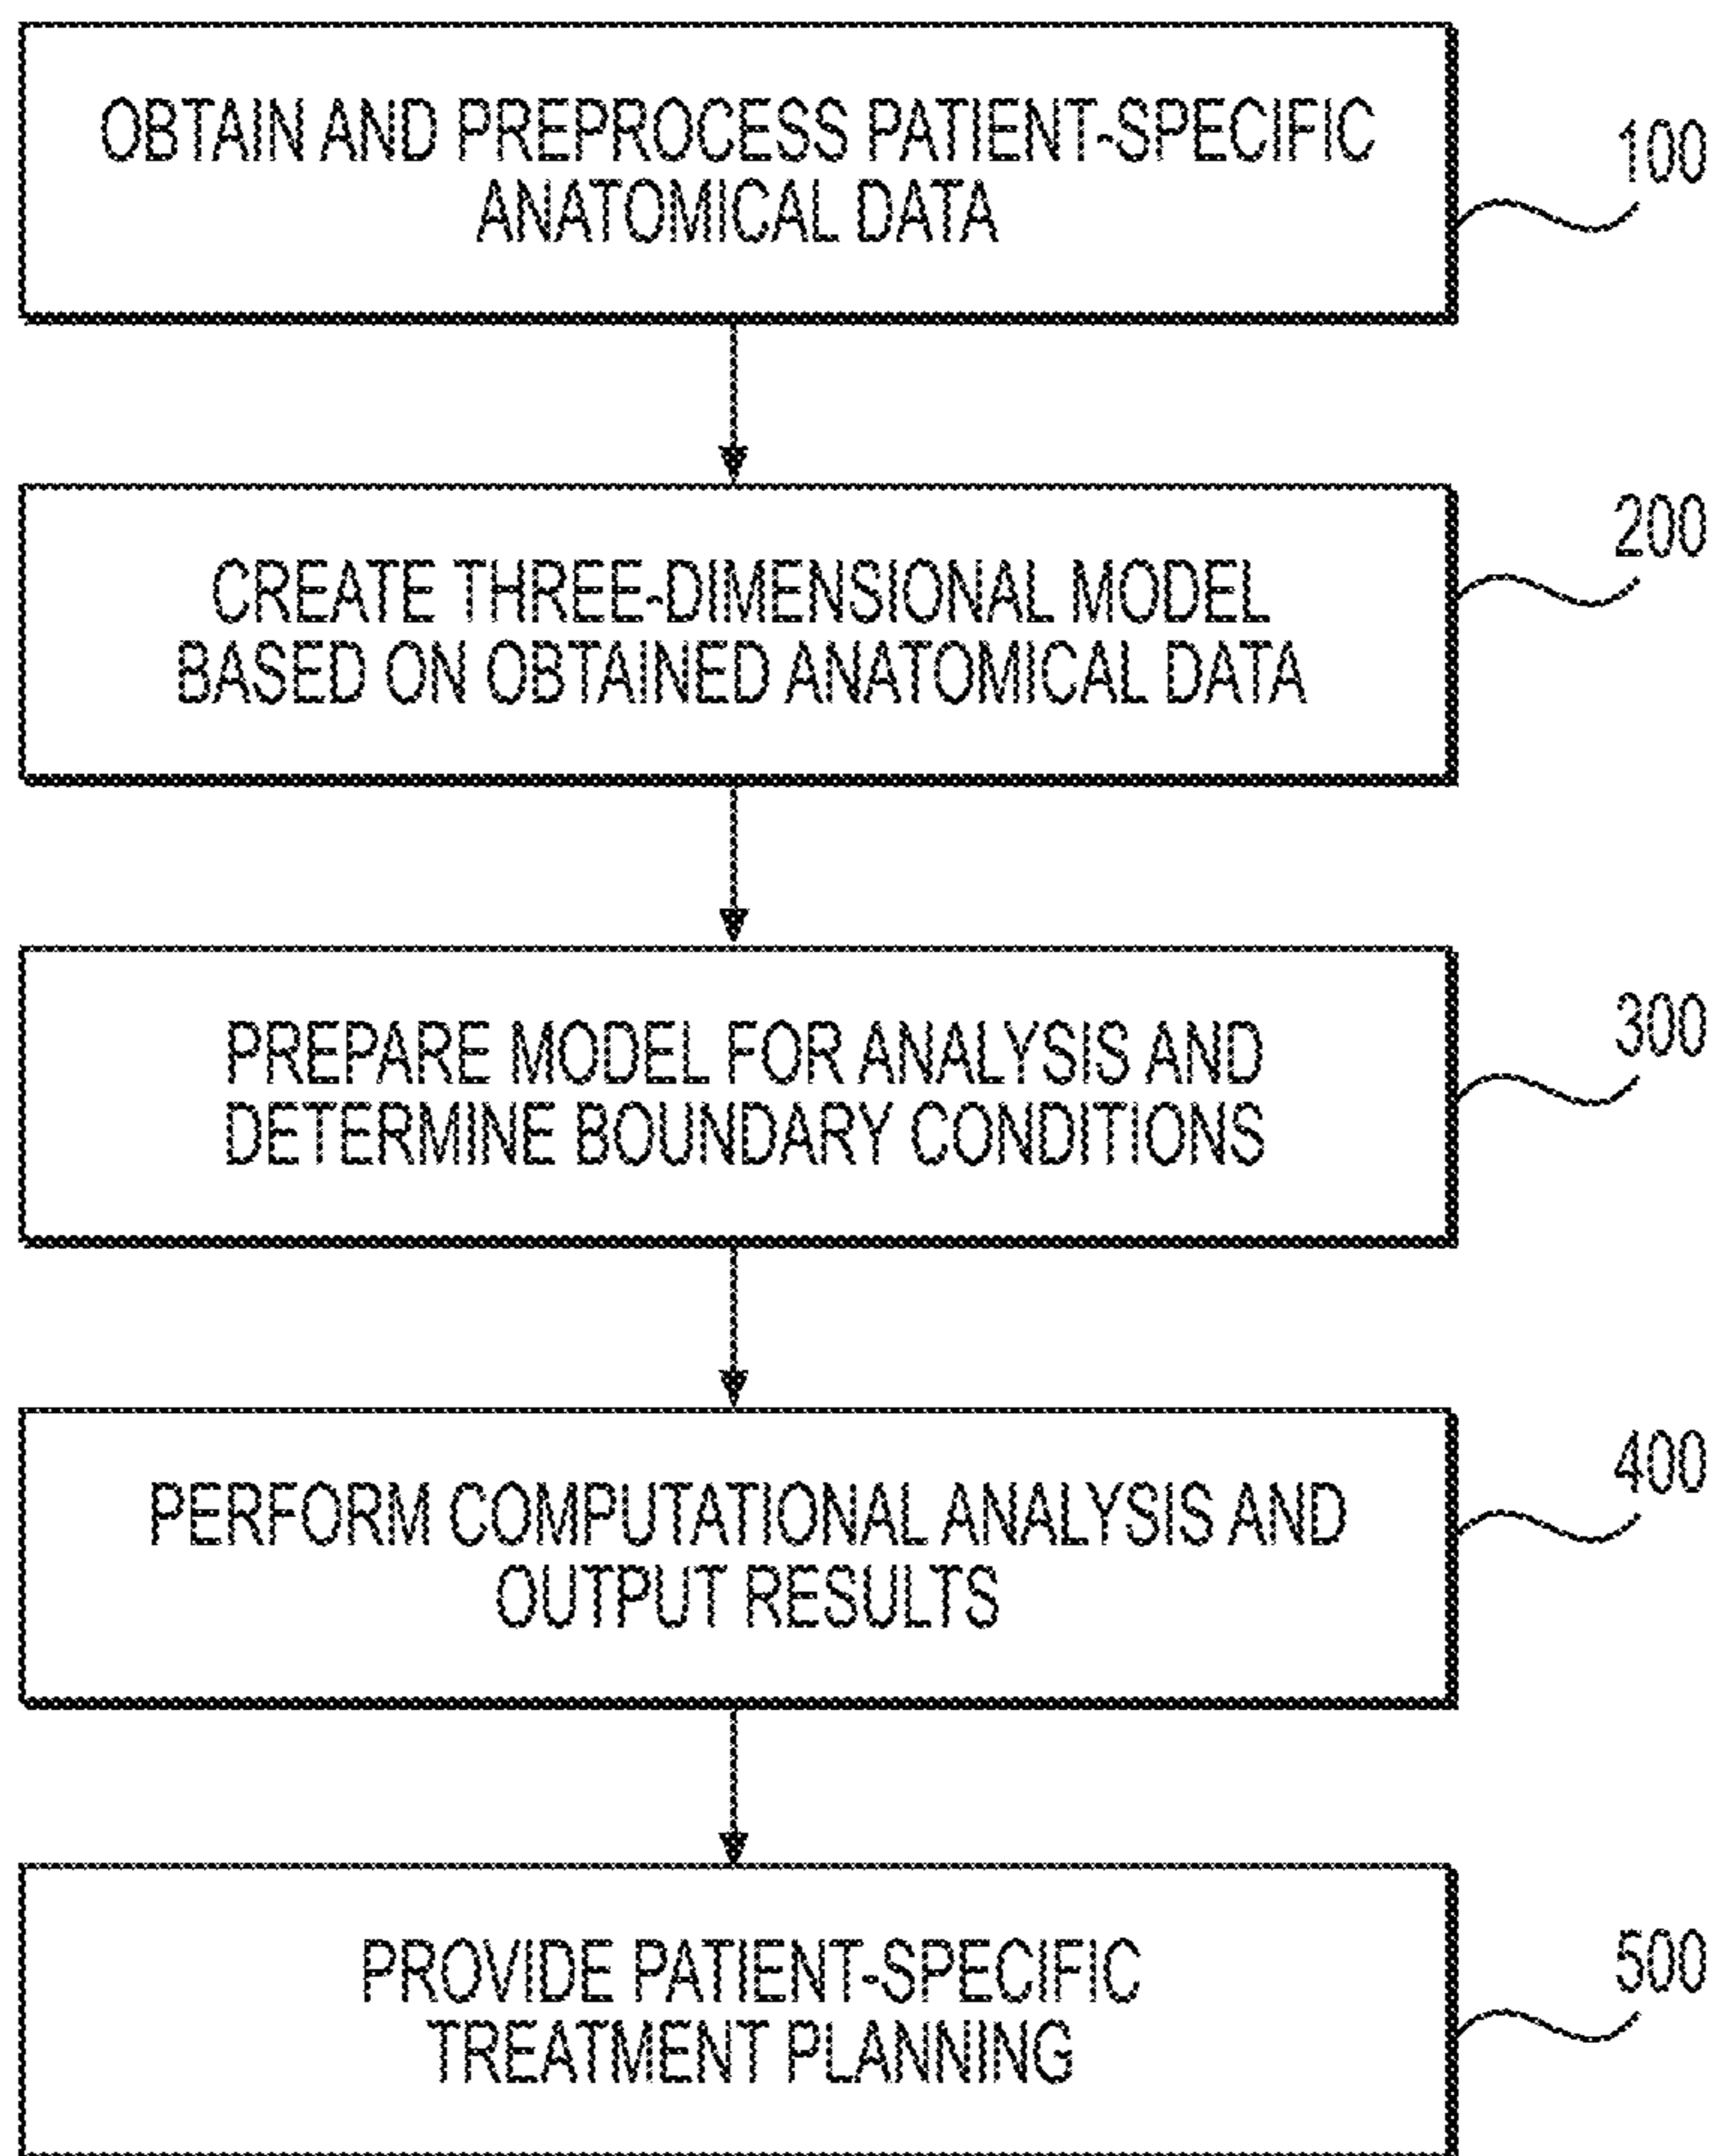 OBTAIN AND PREPROCESS PATIENT-SPECIFIC
ANATOMICAL DATA
100
CREATE THREE-DIMENSIONAL MODEL
BASED ON OBTAINED ANATOMICAL DATA
200
PREPARE MODEL FOR ANALYSIS AND
DETERMINE BOUNDARY CONDITIONS
300
PERFORM COMPUTATIONAL ANALYSIS AND
OUTPUT RESULTS
400
PROVIDE PATIENT-SPECIFIC
TREATMENT PLANNING
500